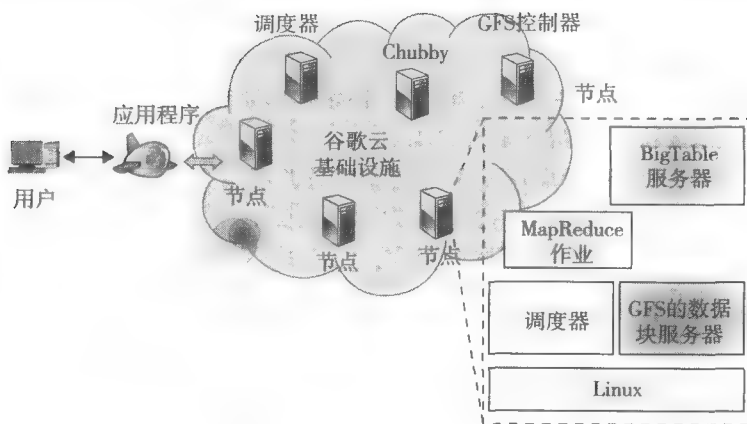 调度器
GFS控制器
Chubby
节点
应用程序
谷歌云
基础设施
用户
节点
节点
节点
BigTable
服务器
MapReduce
作业
调度器
GFS的数据
块服务器
Linux